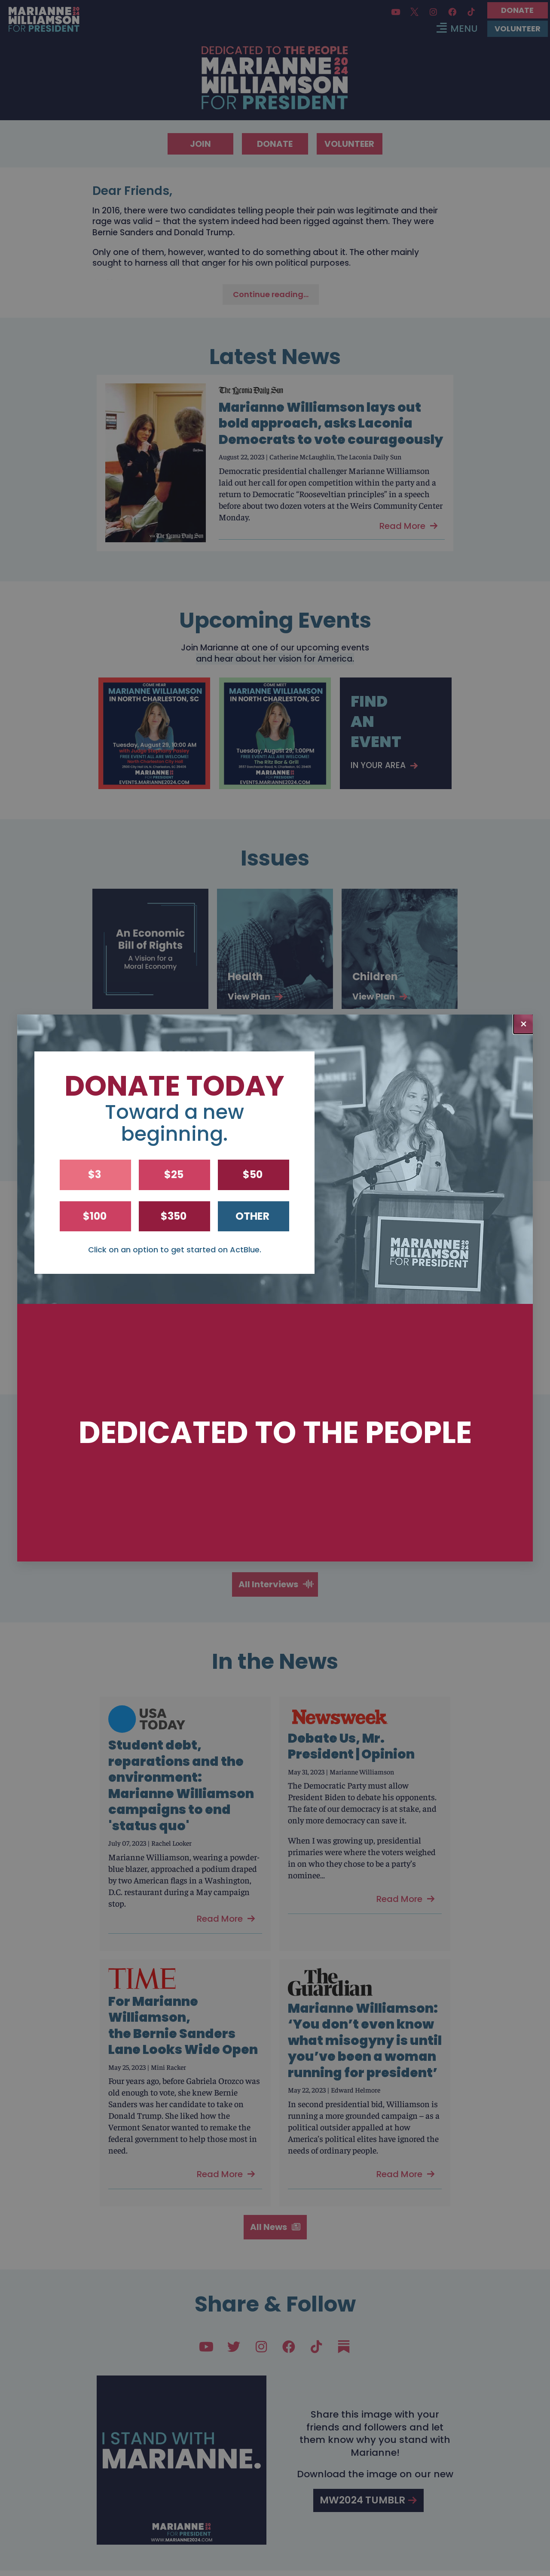 MARIANNE 20
WILLIAMSON 24
FOR PRESIDENT
DONATE
MENU
VOLUNTEER
DEDICATED TO THE PEOPLE
MARIANNE 20
WILLIAMSON 24
FOR PRESIDENT
JOIN
DONATE
VOLUNTEER
Dear Friends,
In 2016, there were two candidates telling people their pain was legitimate and their
rage was valid – that the system indeed had been rigged against them. They were
Bernie Sanders and Donald Trump.
Only one of them, however, wanted to do something about it. The other mainly
sought to harness all that anger for his own political purposes.
Continue reading...
Latest News
The Laconia Daily Sun
Marianne Williamson lays out
bold approach, asks Laconia
Democrats to vote courageously
August 22, 2023 | Catherine McLaughlin, The Laconia Daily Sun
Democratic presidential challenger Marianne Williamson
laid out her call for open competition within the party and a
return to Democratic “Rooseveltian principles” in a speech
before about two dozen voters at the Weirs Community Center
Monday.
Read More
The Laconia Daily Sun
Upcoming Events
Join Marianne at one of our upcoming events
and hear about her vision for America.
COME HEAR
MARIANNE WILLIAMSON
IN NORTH CHARLESTON, SC
Tuesday, August 29, 10:00 AM
FREE EVENT! ALL ARE WELCOME!
North Charleston City Hall
MARIANNE
FOR PRESIDENT
EVENTS.MARIANNE2024.COM
COME MEET
MARIANNE WILLIAMSON
IN NORTH CHARLESTON, SC
Tuesday, August 29, 1:00PM
FREE EVENT! ALL ARE WELCOME!
The Ritz Bar & Grill
MARIANNE
FOR PRESIDENT
EVENTS.MARIANNE2024.COM
FIND
AN
EVENT
IN YOUR AREA
Issues
An Economic
Bill of Rights
A Vision for a
Moral Economy
Health
View Plan
Children
View Plan
×
DONATE TODAY
Toward a new
beginning.
$3
$25
$50
$100
$350
OTHER
Click on an option to get started on ActBlue.
MARIANNE 20
WILLIAMSON 24
FOR PRESIDENT
DEDICATED TO THE PEOPLE
All Interviews
In the News
USA
TODAY
Student debt,
reparations and the
environment:
Marianne Williamson
campaigns to end
'status quo'
July 07, 2023 | Rachel Looker
Marianne Williamson, wearing a powder-
blue blazer, approached a podium draped
by two American flags in a Washington,
D.C. restaurant during a May campaign
stop.
Read More
Newsweek
Debate Us, Mr.
President | Opinion
May 31, 2023 | Marianne Williamson
The Democratic Party must allow
President Biden to debate his opponents.
The fate of our democracy is at stake, and
only more democracy can save it.
When I was growing up, presidential
primaries were where the voters weighed
in on who they chose to be a party's
nominee...
Read More
TIME
For Marianne
Williamson,
the Bernie Sanders
Lane Looks Wide Open
May 25, 2023 | Mini Racker
Four years ago, before Gabriela Orozco was
old enough to vote, she knew Bernie
Sanders was her candidate to take on
Donald Trump. She liked how the
Vermont Senator wanted to remake the
federal government to help those most in
need.
Read More
The
Guardian
Marianne Williamson:
‘You don’t even know
what misogyny is until
you’ve been a woman
running for president’
May 22, 2023 | Edward Helmore
In second presidential bid, Williamson is
running a more grounded campaign – as a
political outsider appalled at how
America’s political elites have ignored the
needs of ordinary people.
Read More
All News
Share & Follow
I STAND WITH
MARIANNE.
MARIANNE 20
FOR PRESIDENT 24
WWW.MARIANNE2024.COM
Share this image with your
friends and followers and let
them know why you stand with
Marianne!
Download the image on our new
MW2024 TUMBLR